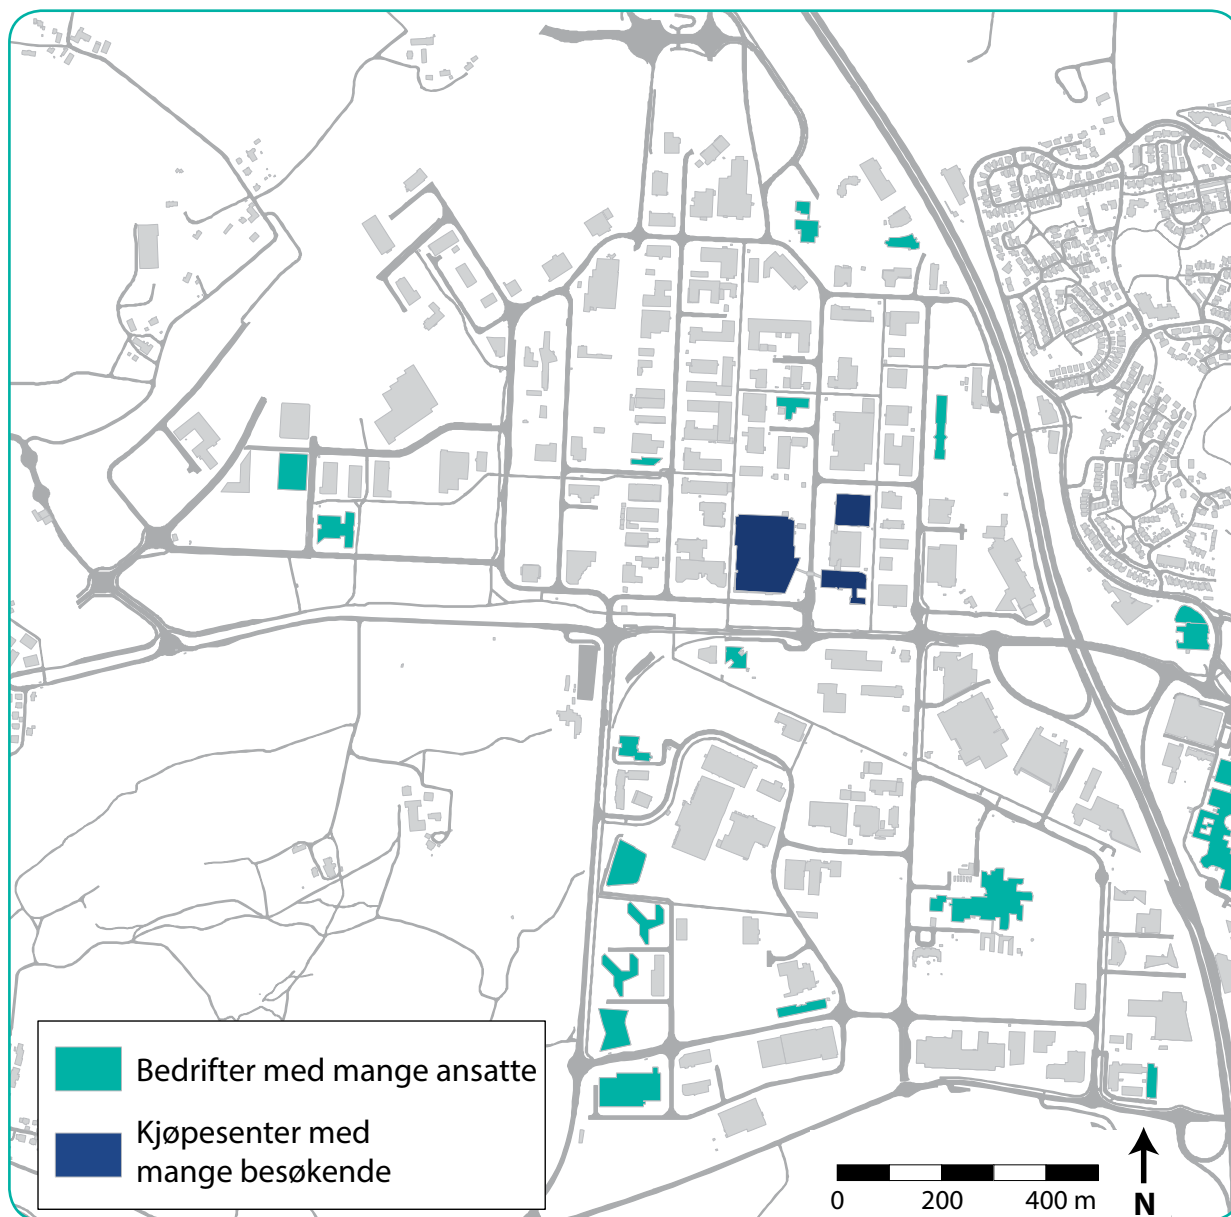 Bedrifter med mange ansatte
Kjøpesenter med
mange besøkende
0 200 400 m
N